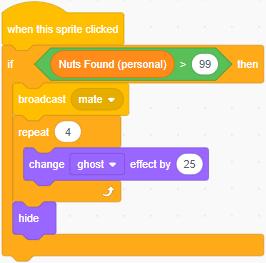 when this sprite clicked
if Nuts Found (personal) > 99 then
broadcast mate
repeat 4
change ghost effect by 25
hide